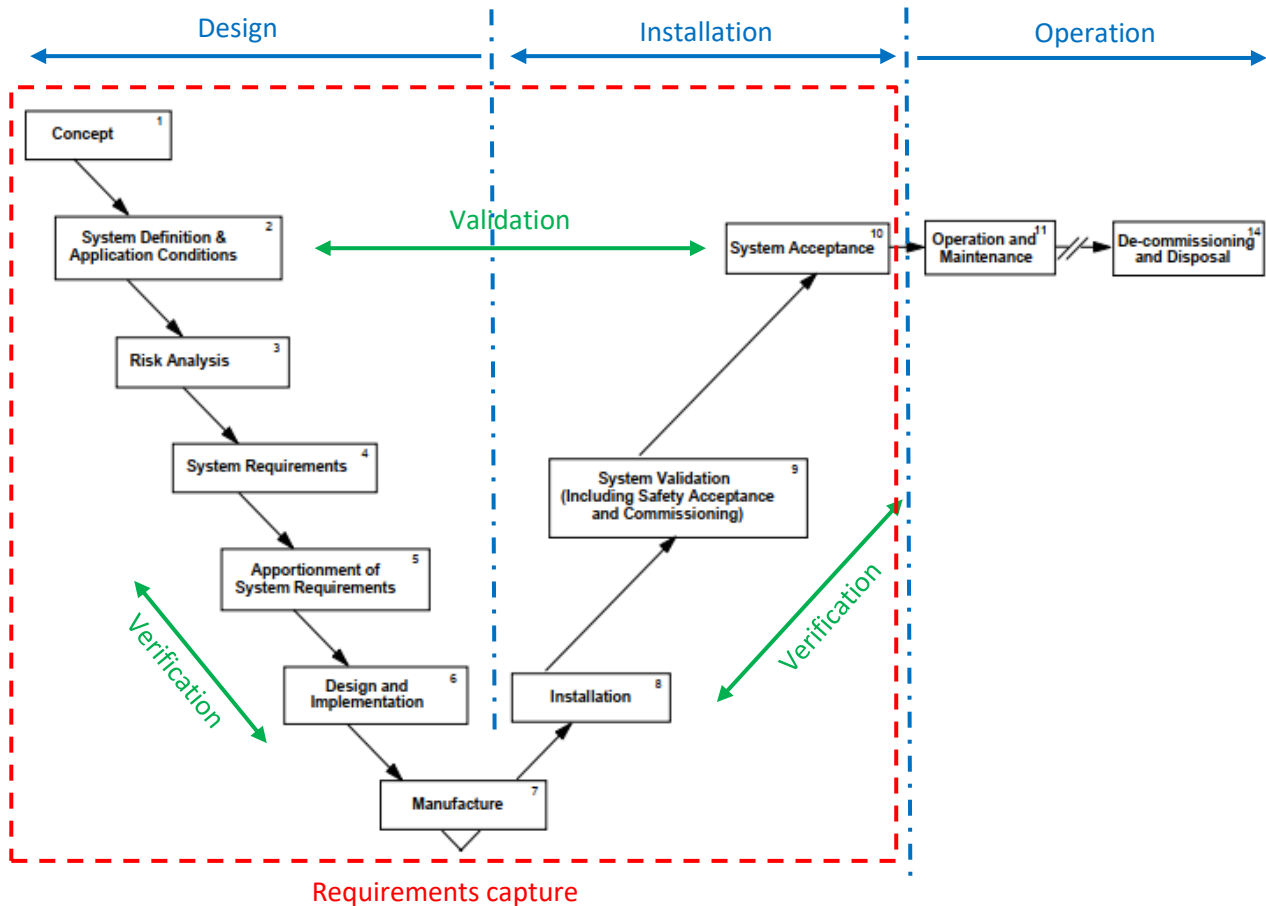 Design
Installation
Operation
Concept
1
System Definition &
Application Conditions
2
Validation
System Acceptance
10
Operation and
Maintenance
11
De-commissioning
and Disposal
14
Risk Analysis
3
System Requirements
4
System Validation
(Including Safety Acceptance
and Commissioning)
9
Apportionment of
System Requirements
5
Verification
Verification
Design and
Implementation
6
Installation
8
Manufacture
7
Requirements capture